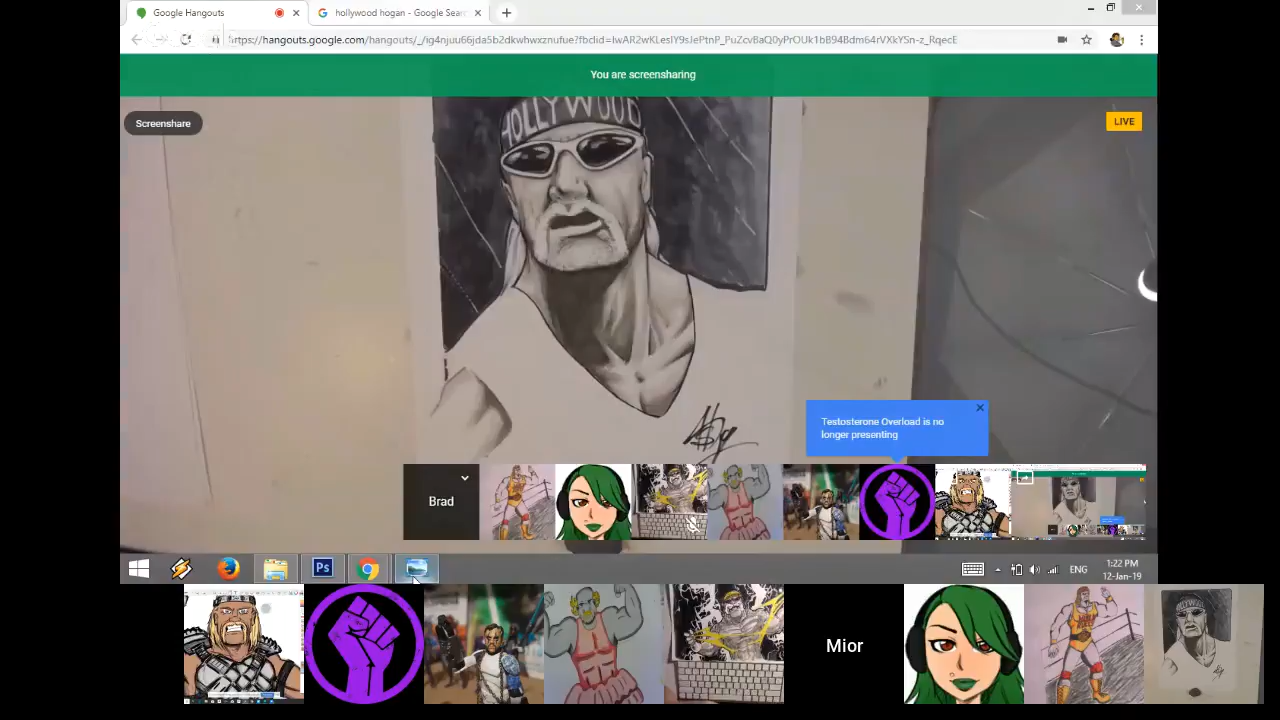 Google Hangouts
hollywood hogan - Google Sear
https://hangouts.google.com/hangouts/_/ig4njuu66jda5b2dkwhwxznufue?fbclid=IwAR2wKLesIY9sJePtnP_PuZcvBaQ0yPrOUk1bB94Bdm64rVXkYSn-z_RqecE
You are screensharing
Screenshare
LIVE
HOLLYWOOD
Testosterone Overload is no
longer presenting
Brad
Ps
ENG
1:22 PM
12-Jan-19
Mior